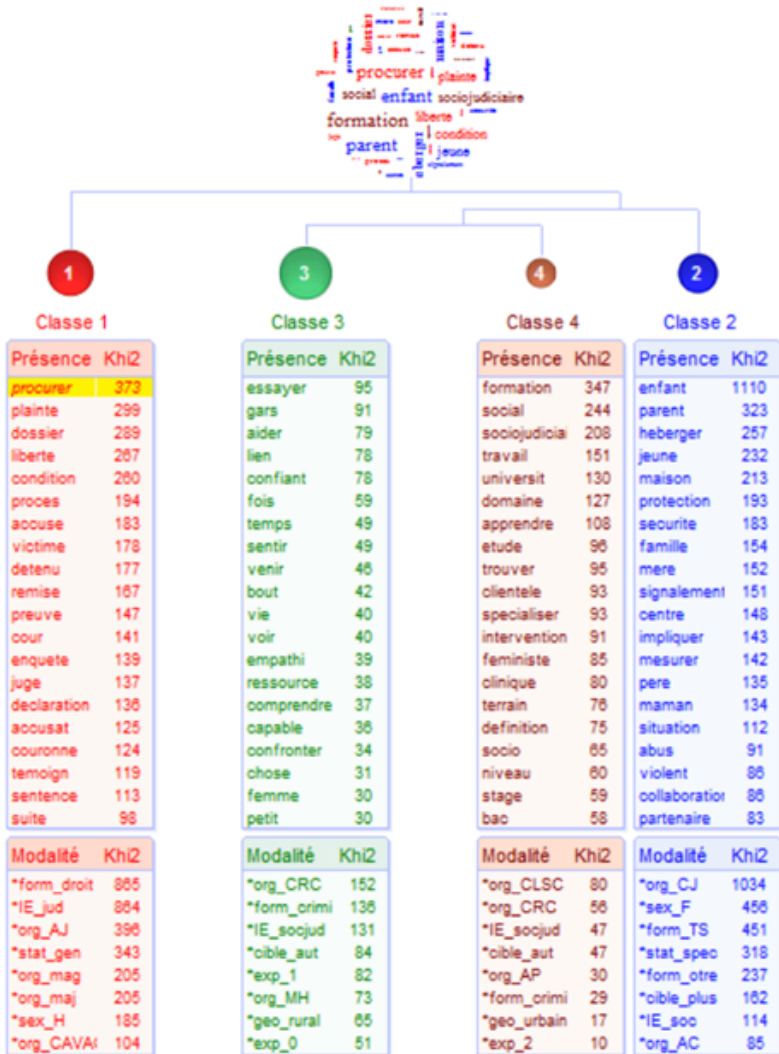 dossier
maison
procurer
plainte
social enfant sociojudiciaire
formation liberte
condition
parent
jeune
1
3
4
2
Classe 1
Classe 3
Classe 4
Classe 2
Présence Khi2
procurer 373
plainte 299
dossier 289
liberte 267
condition 260
proces 194
accuse 183
victime 178
detenu 177
remise 167
preuve 147
cour 141
enquete 139
juge 137
declaration 136
accusat 125
couronne 124
temoign 119
sentence 113
suite 98
Modalité Khi2
*form_droit 865
*IE_jud 864
*org_AJ 396
*stat_gen 343
*org_mag 205
*org_maj 205
*sex_H 185
*org_CAVA 104
Présence Khi2
essayer 95
gars 91
aider 79
lien 78
confiant 78
fois 59
temps 49
sentir 49
venir 46
bout 42
vie 40
voir 40
empathi 39
ressource 38
comprendre 37
capable 36
confronter 34
chose 31
femme 30
petit 30
Modalité Khi2
*org_CRC 152
*form_crimi 136
*IE_socjud 131
*cible_aut 84
*exp_1 82
*org_MH 73
*geo_rural 65
*exp_0 51
Présence Khi2
formation 347
social 244
sociojudiciai 208
travail 151
universit 130
domaine 127
apprendre 108
etude 96
trouver 95
clientele 93
specialiser 93
intervention 91
feministe 85
clinique 80
terrain 76
definition 75
socio 65
niveau 60
stage 59
bac 58
Modalité Khi2
*org_CLSC 80
*org_CRC 56
*IE_socjud 47
*cible_aut 47
*org_AP 30
*form_crimi 29
*geo_urbain 17
*exp_2 10
Présence Khi2
enfant 1110
parent 323
heberger 257
jeune 232
maison 213
protection 193
securite 183
famille 154
mere 152
signalement 151
centre 148
impliquer 143
mesurer 142
pere 135
maman 134
situation 112
abus 91
violent 86
collaboration 86
partenaire 83
Modalité Khi2
*org_CJ 1034
*sex_F 456
*form_TS 451
*stat_spec 318
*form_otre 237
*cible_plus 162
*IE_soc 114
*org_AC 85